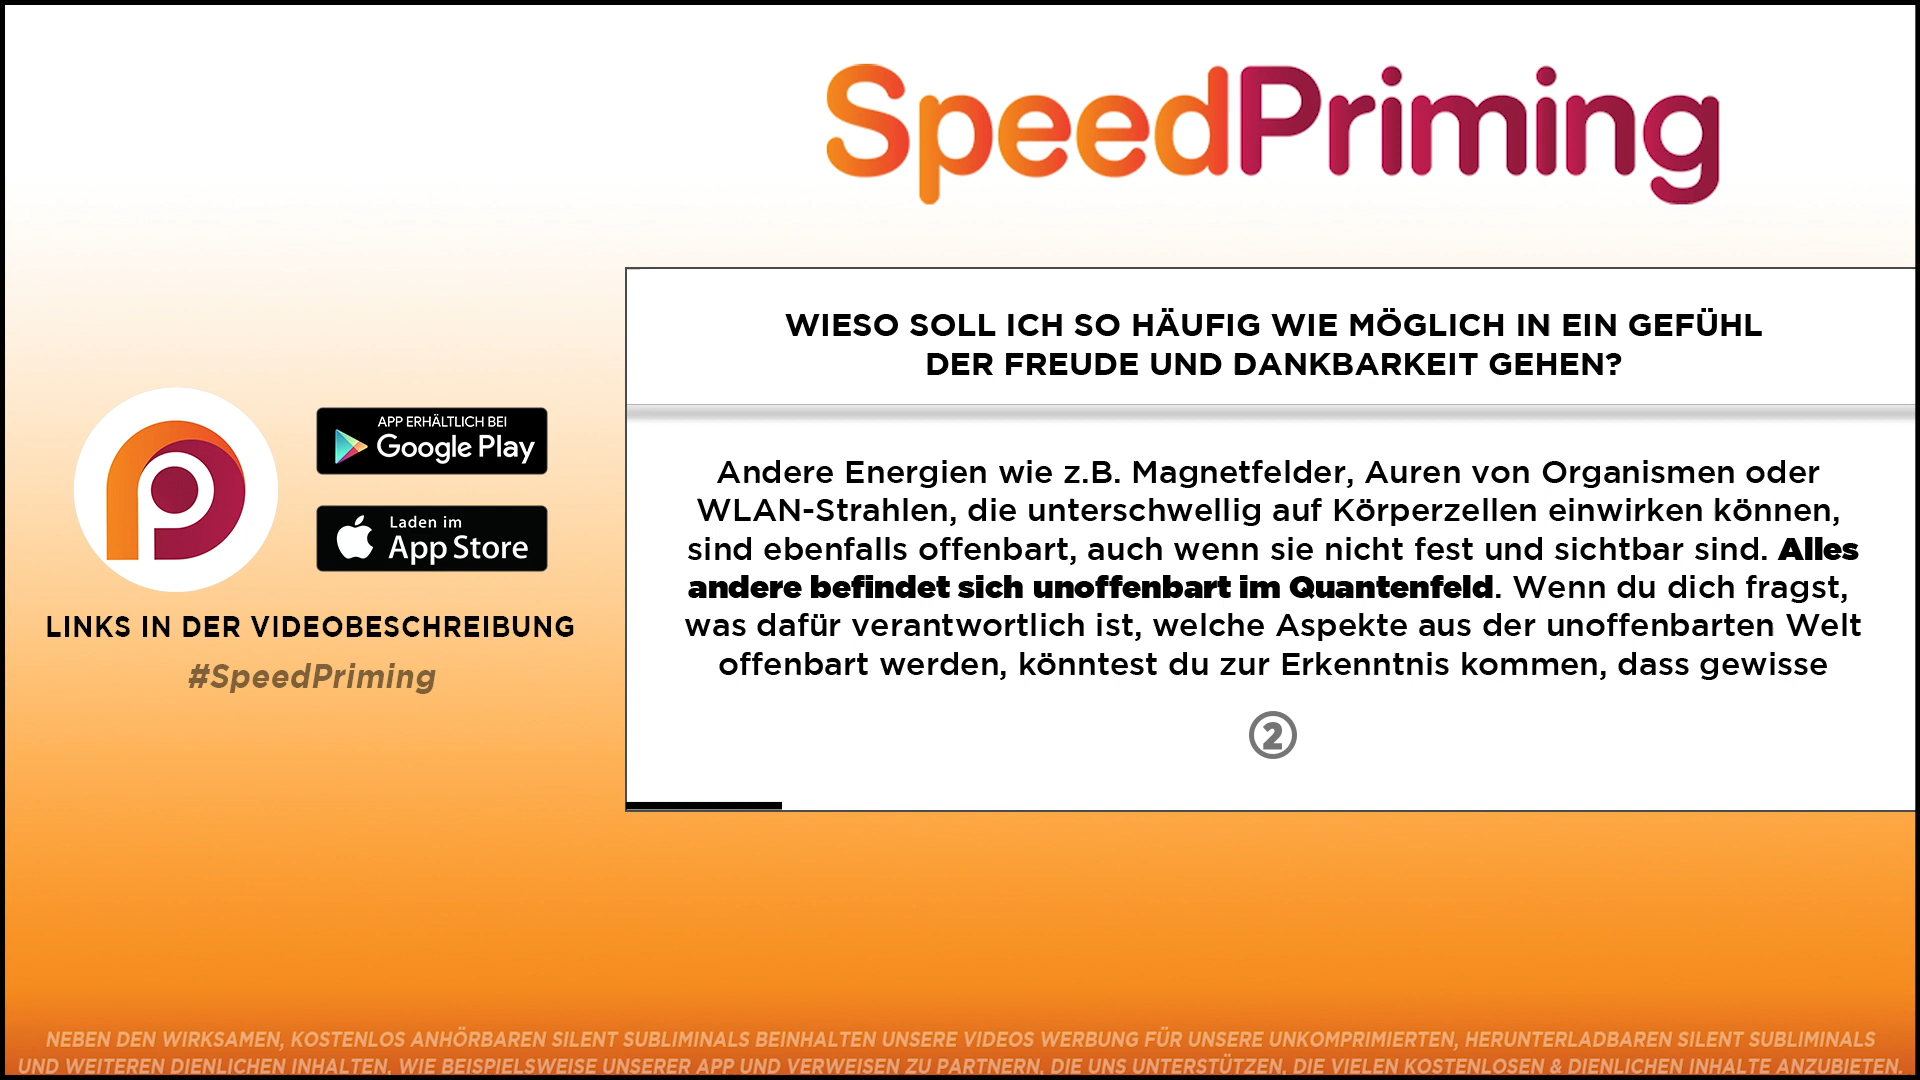 SpeedPriming
WIESO SOLL ICH SO HÄUFIG WIE MÖGLICH IN EIN GEFÜHL
DER FREUDE UND DANKBARKEIT GEHEN?
Andere Energien wie z.B. Magnetfelder, Auren von Organismen oder
WLAN-Strahlen, die unterschwellig auf Körperzellen einwirken können,
sind ebenfalls offenbart, auch wenn sie nicht fest und sichtbar sind. Alles
andere befindet sich unoffenbart im Quantenfeld. Wenn du dich fragst,
was dafür verantwortlich ist, welche Aspekte aus der unoffenbarten Welt
offenbart werden, könntest du zur Erkenntnis kommen, dass gewisse
2
APP ERHÄLTLICH BEI
Google Play
Laden im
App Store
LINKS IN DER VIDEOBESCHREIBUNG
#SpeedPriming
NEBEN DEN WIRKSAMEN, KOSTENLOS ANHÖRBAREN SILENT SUBLIMINALS BEINHALTEN UNSERE VIDEOS WERBUNG FÜR UNSERE UNKOMPRIMIERTEN, HERUNTERLADBAREN SILENT SUBLIMINALS
UND WEITEREN DIENLICHEN INHALTEN, WIE BEISPIELSWEISE UNSERER APP UND VERWEISEN ZU PARTNERN, DIE UNS UNTERSTÜTZEN, DIE VIELEN KOSTENLOSEN & DIENLICHEN INHALTE ANZUBIETEN.